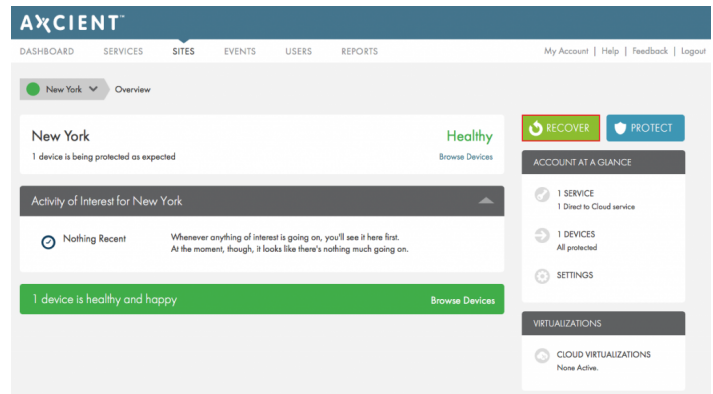 AXCIENT™
DASHBOARD SERVICES SITES EVENTS USERS REPORTS My Account | Help | Feedback | Logout
New York Overview
New York Healthy
1 device is being protected as expected Browse Devices
RECOVER PROTECT
ACCOUNT AT A GLANCE
1 SERVICE
1 Direct to Cloud service
1 DEVICES
All protected
SETTINGS
Activity of Interest for New York
Nothing Recent Whenever anything of interest is going on, you'll see it here first.
At the moment, though, it looks like there's nothing much going on.
1 device is healthy and happy Browse Devices
VIRTUALIZATIONS
CLOUD VIRTUALIZATIONS
None Active.